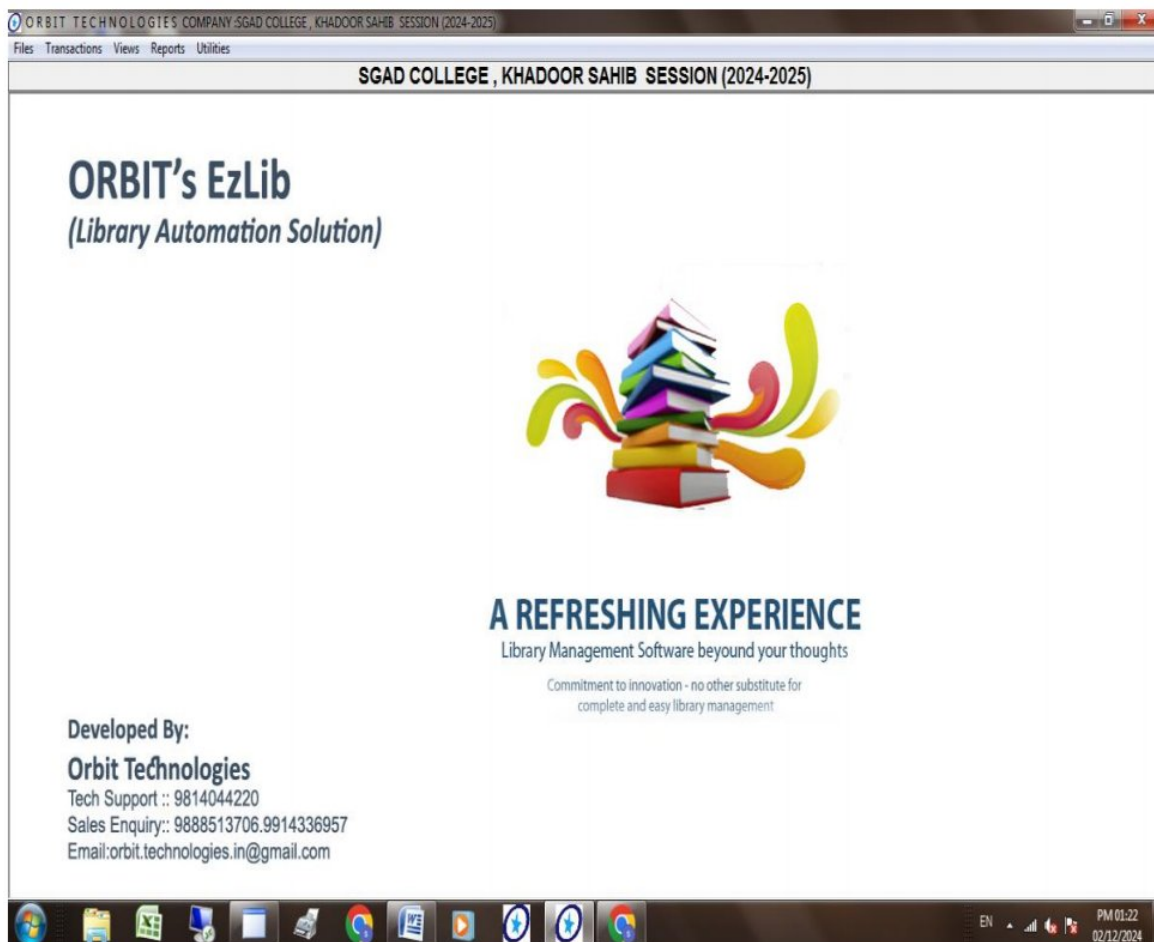 ORBIT TECHNOLOGIES COMPANY :SGAD COLLEGE , KHADOOR SAHIB SESSION (2024-2025)
Files Transactions Views Reports Utilities
SGAD COLLEGE , KHADOOR SAHIB SESSION (2024-2025)
ORBIT's EzLib
(Library Automation Solution)
A REFRESHING EXPERIENCE
Library Management Software beyound your thoughts
Commitment to innovation - no other substitute for
complete and easy library management
Developed By:
Orbit Technologies
Tech Support :: 9814044220
Sales Enquiry:: 9888513706.9914336957
Email:orbit.technologies.in@gmail.com
EN
PM 01:22
02/12/2024